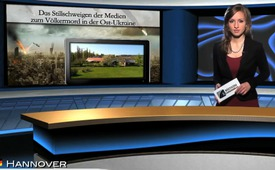 Das Stillschweigen der Medien
zum Völkermord in der Ost-Ukraine
HANNOVER